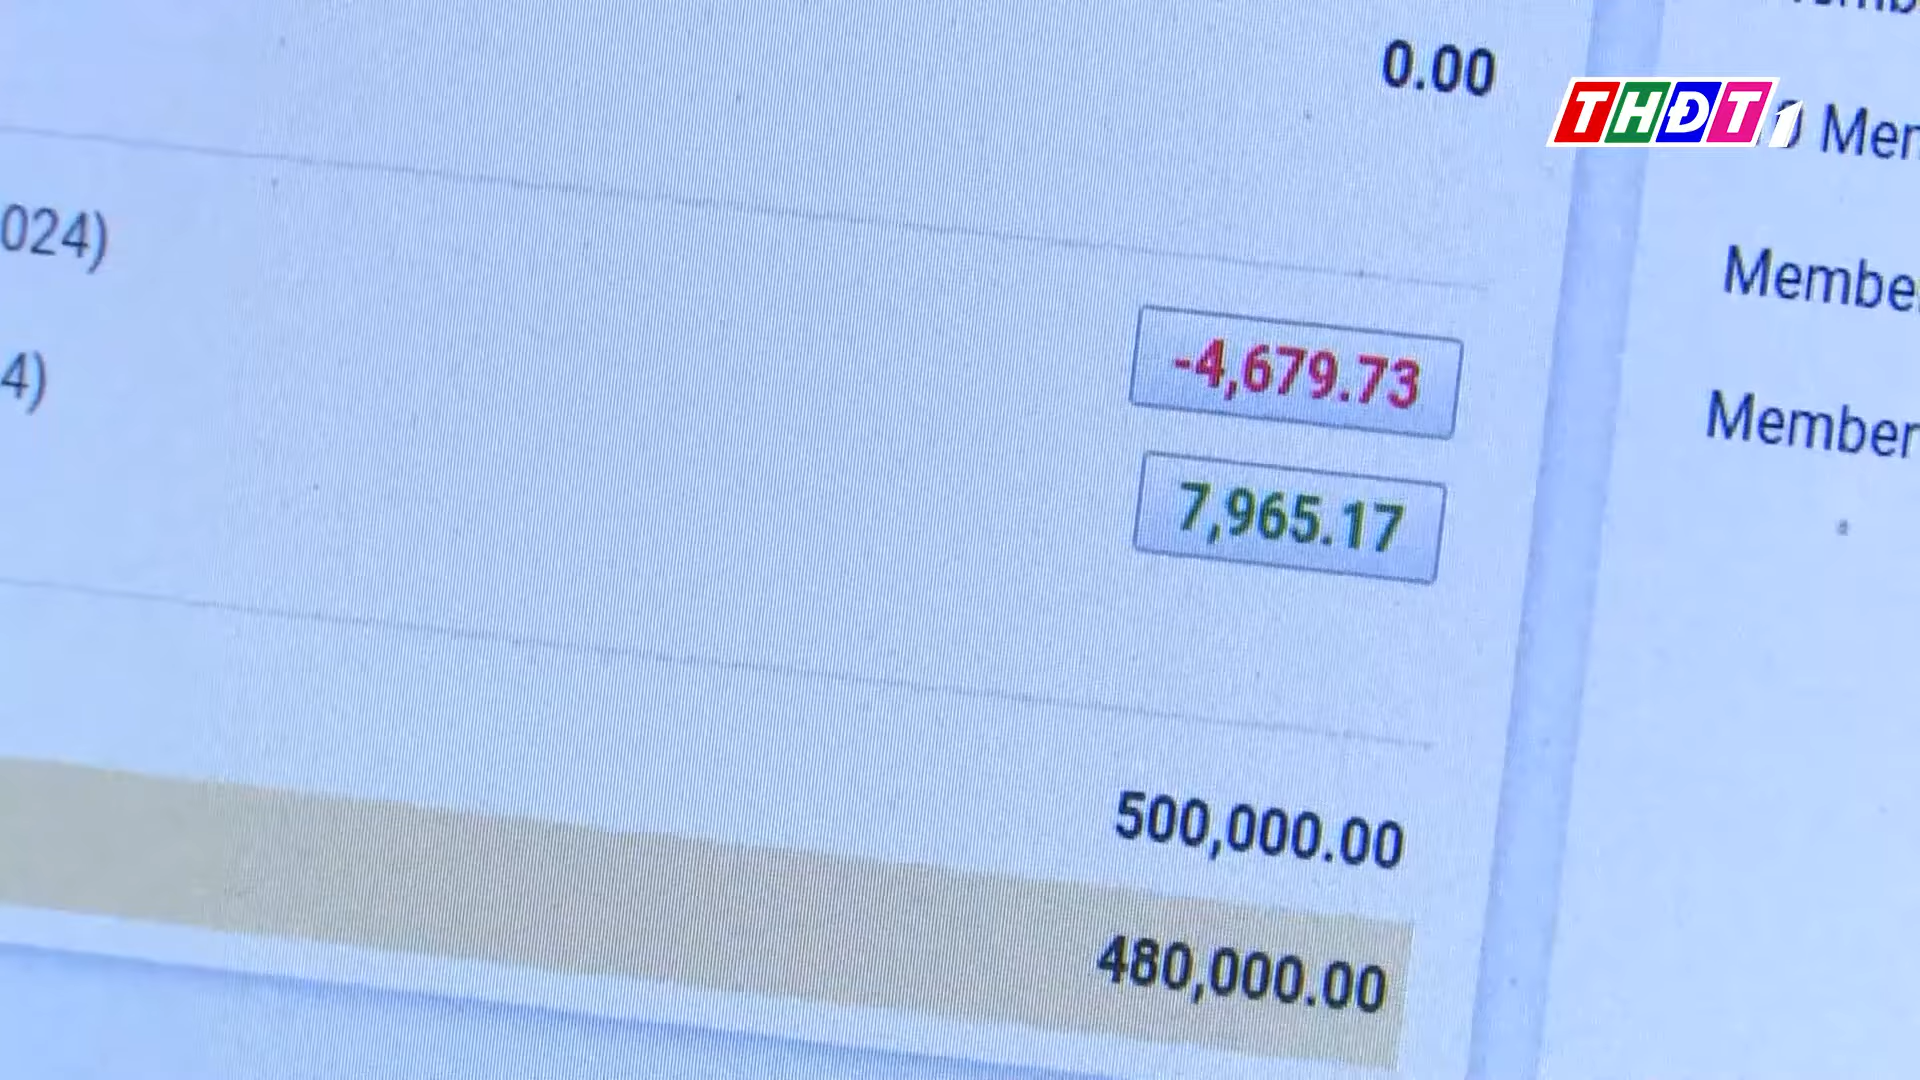 0.00
THĐT1
Mem
024)
-4,679.73
Membe
4)
7,965.17
Member
500,000.00
480,000.00